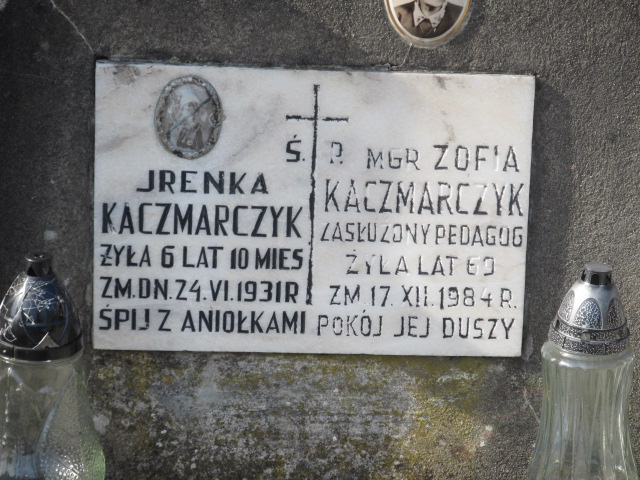 Ś. P.
JRENKA
KACZMARCZYK
ŻYŁA 6 LAT 10 MIES
ZM.DN.24.VI.1931R
ŚPIJ Z ANIOŁKAMI
MGR ZOFIA
KACZMARCZYK
ZASŁUŻONY PEDAGOG
ŻYŁA LAT 69
ZM. 17. XII. 1984 R.
POKÓJ JEJ DUSZY